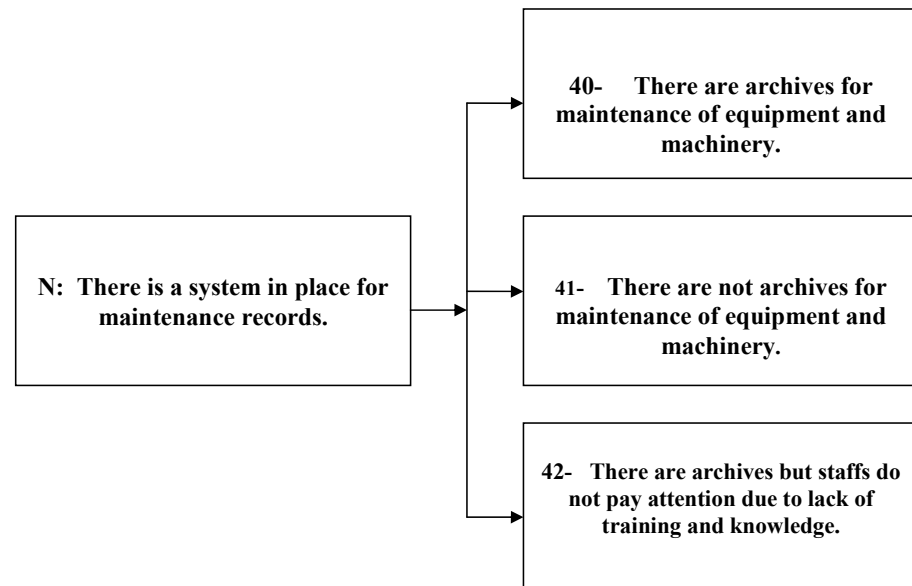 N: There is a system in place for
maintenance records.
40- There are archives for
maintenance of equipment and
machinery.
41- There are not archives for
maintenance of equipment and
machinery.
42- There are archives but staffs do
not pay attention due to lack of
training and knowledge.